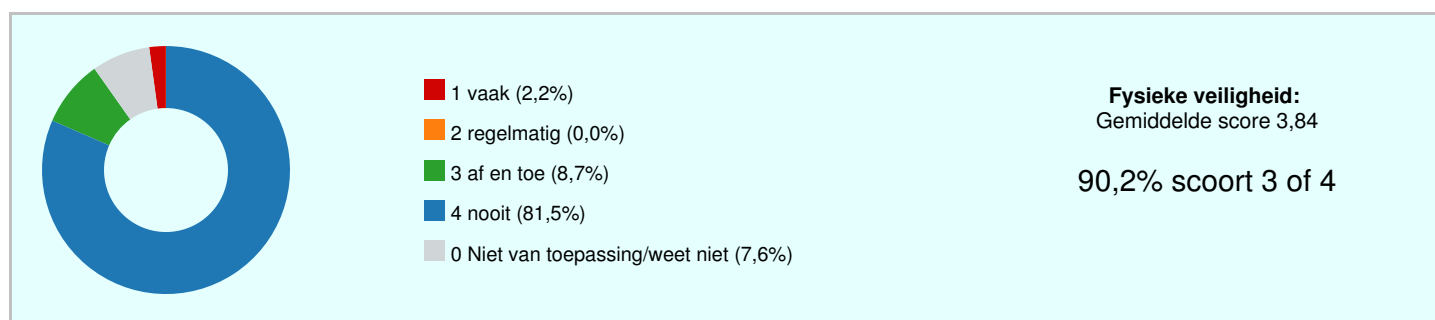 1 vaak (2,2%)
2 regelmatig (0,0%)
3 af en toe (8,7%)
4 nooit (81,5%)
0 Niet van toepassing/weet niet (7,6%)
Fysieke veiligheid:
Gemiddelde score 3,84
90,2% scoort 3 of 4